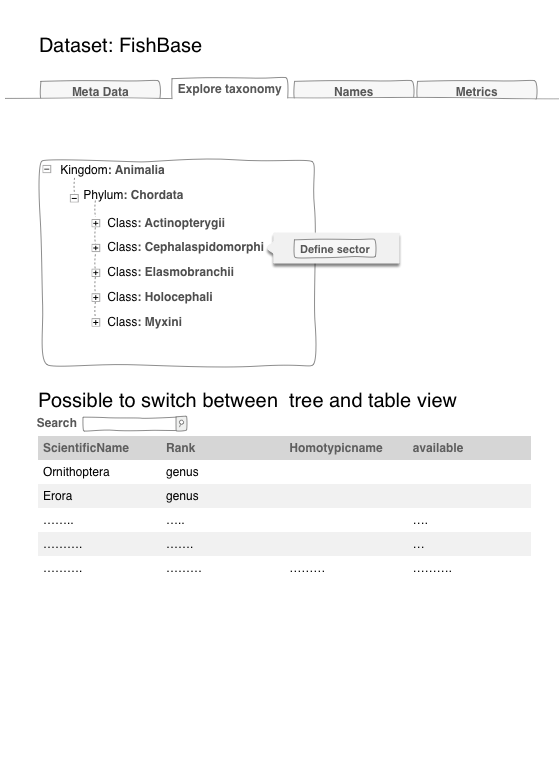 Dataset: FishBase
Meta Data Explore taxonomy Names Metrics
Kingdom: Animalia
Phylum: Chordata
Class: Actinopterygii
Class: Cephalaspidomorphi Define sector
Class: Elasmobranchii
Class: Holocephali
Class: Myxini
Possible to switch between tree and table view
Search
ScientificName Rank Homotypicname available
Ornithoptera genus
Erora genus
…….. ….. ….
………. ……. …
………. ……… ……… ……….